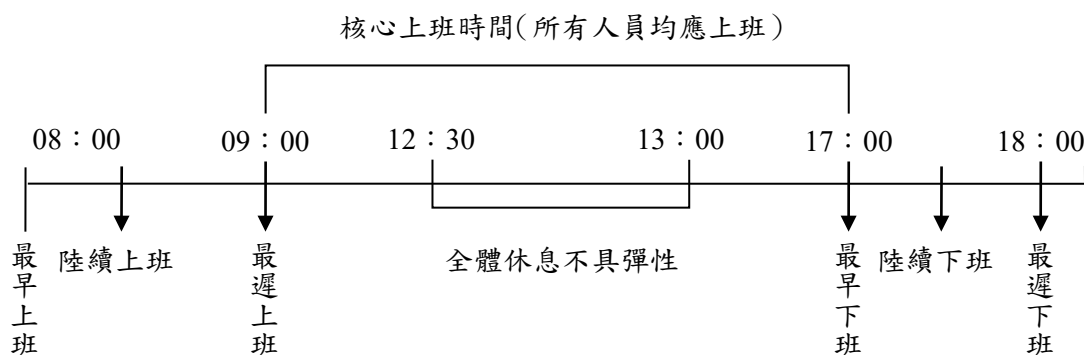 核心上班時間(所有人員均應上班)
08：00 09：00 12：30 13：00 17：00 18：00
最早上班 陸續上班 最遲上班 全體休息不具彈性 最早下班 陸續下班 最遲下班